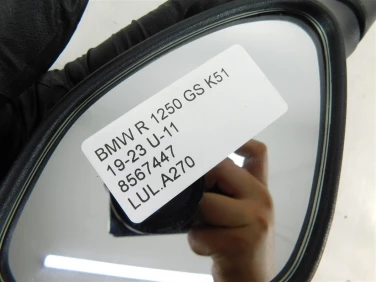 BMW R 1250 GS K51
19-23 U-11
8567447
LUL.A270